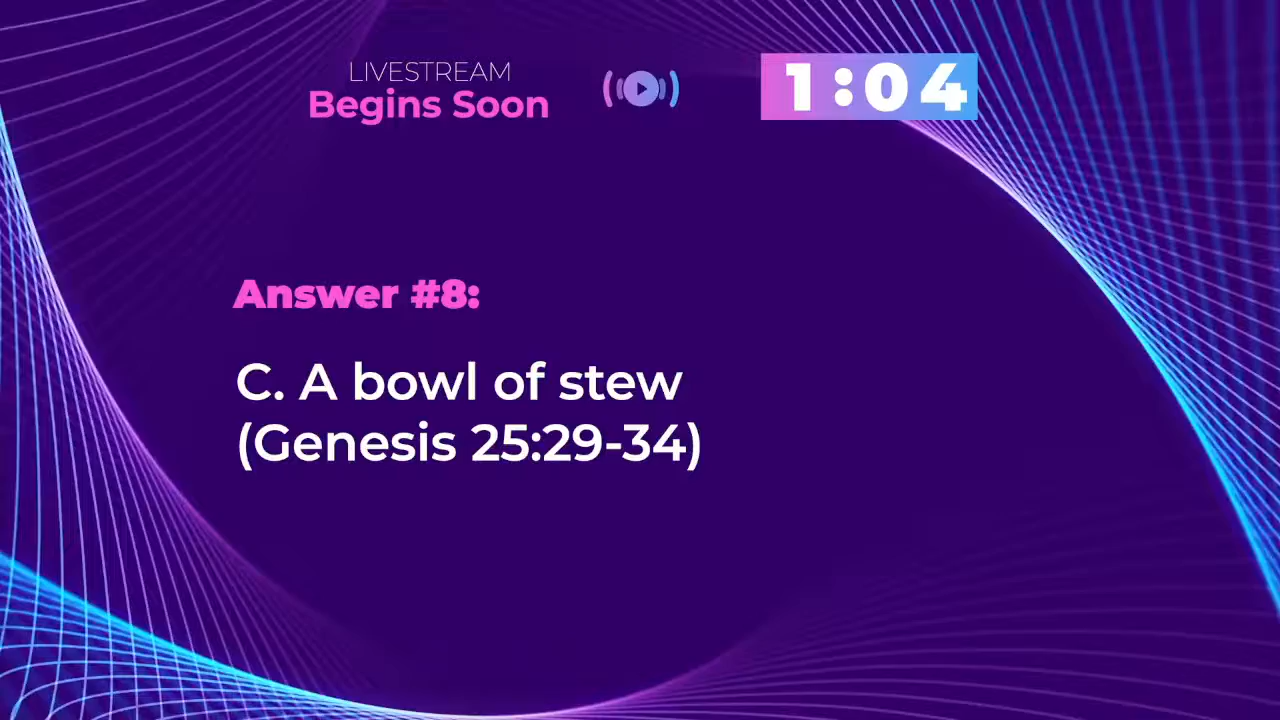 LIVESTREAM
Begins Soon
1:04
Answer #8:
C. A bowl of stew
(Genesis 25:29-34)